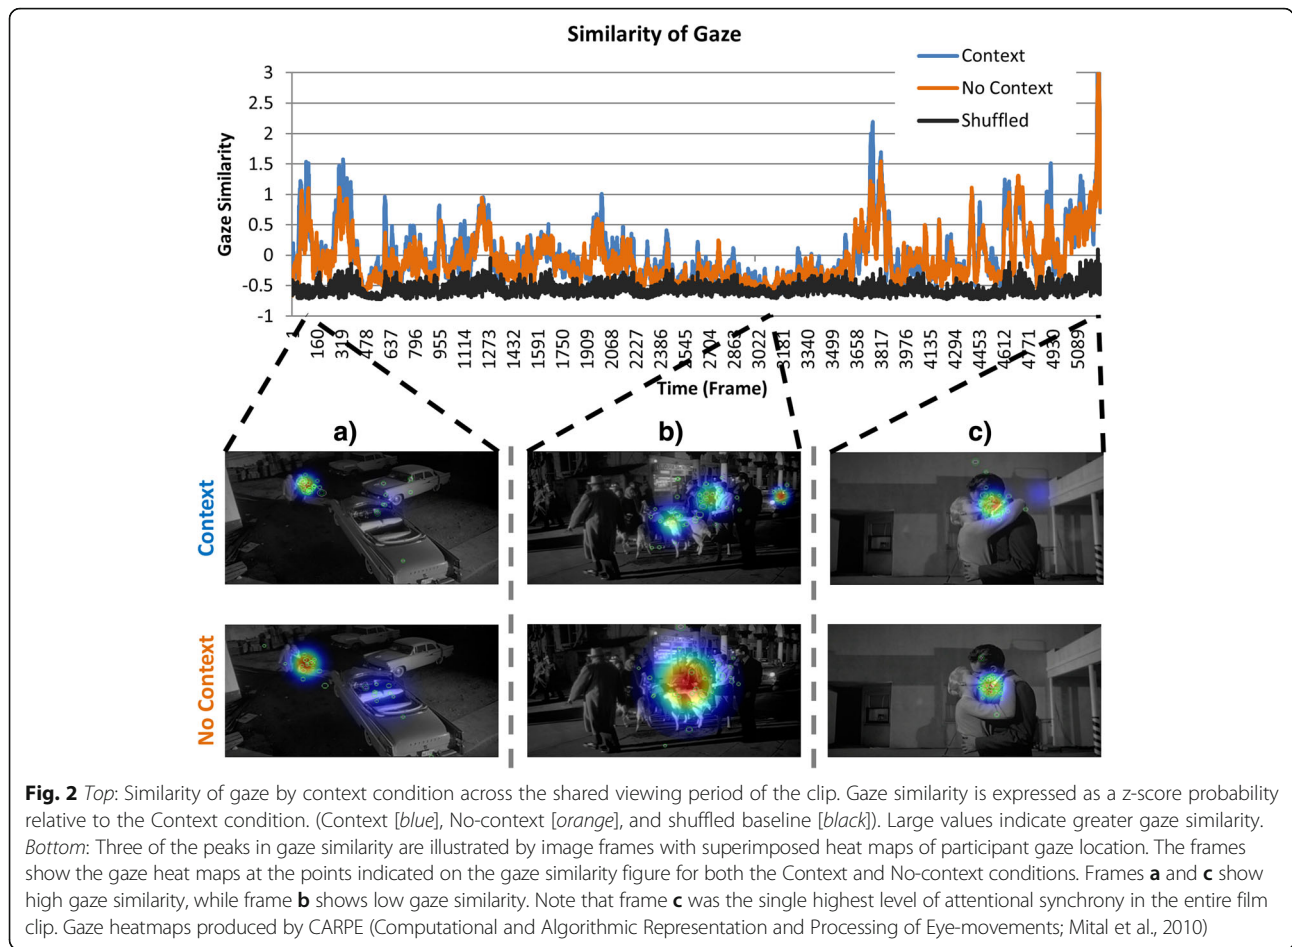 Similarity of Gaze
Context
No Context
Shuffled
Gaze Similarity
3
2.5
2
1.5
1
0.5
0
-0.5
-1
1
160
319
478
637
796
955
1114
1273
1432
1591
1750
1909
2068
2227
2386
2545
2704
2863
3022
3181
3340
3499
3658
3817
3976
4135
4294
4453
4612
4771
4930
5089
Time (Frame)
a)
b)
c)
Context
No Context
Fig. 2 Top: Similarity of gaze by context condition across the shared viewing period of the clip. Gaze similarity is expressed as a z-score probability
relative to the Context condition. (Context [blue], No-context [orange], and shuffled baseline [black]). Large values indicate greater gaze similarity.
Bottom: Three of the peaks in gaze similarity are illustrated by image frames with superimposed heat maps of participant gaze location. The frames
show the gaze heat maps at the points indicated on the gaze similarity figure for both the Context and No-context conditions. Frames a and c show
high gaze similarity, while frame b shows low gaze similarity. Note that frame c was the single highest level of attentional synchrony in the entire film
clip. Gaze heatmaps produced by CARPE (Computational and Algorithmic Representation and Processing of Eye-movements; Mital et al., 2010)